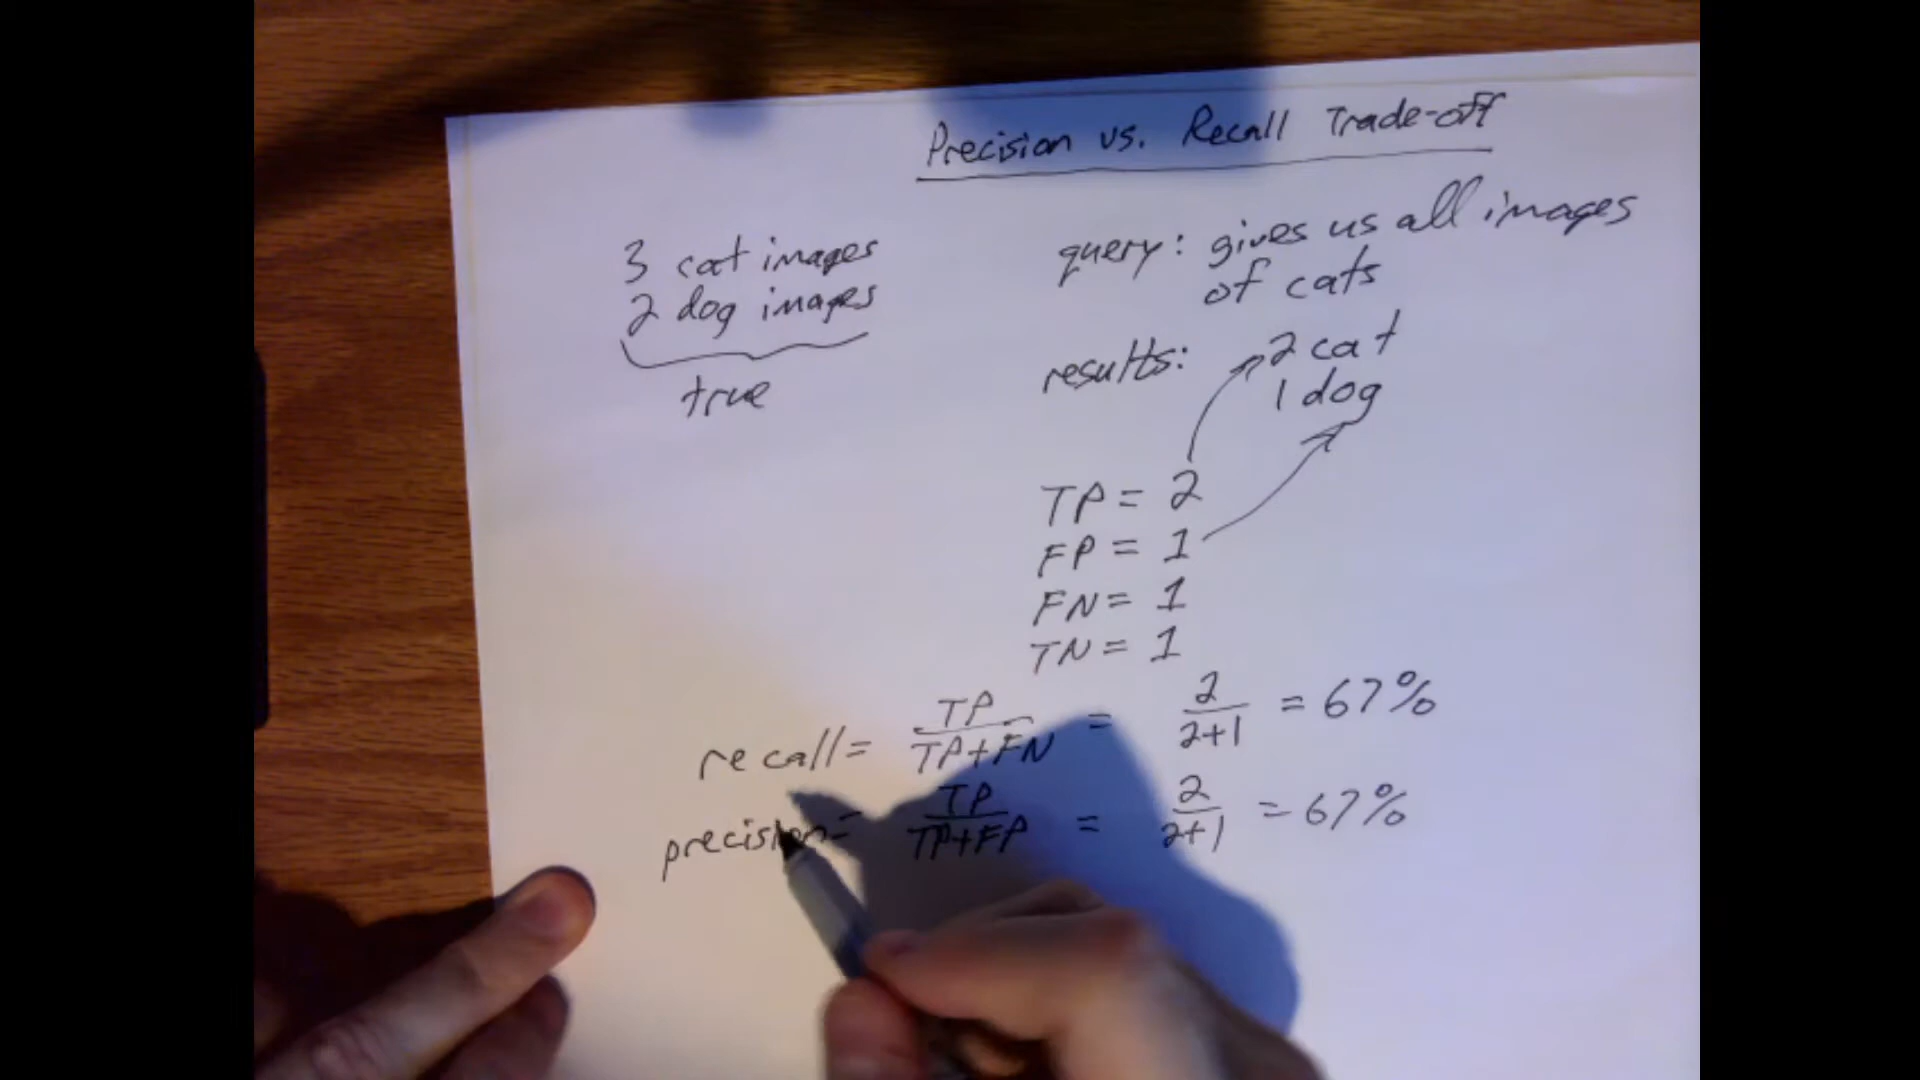 Precision vs. Recall Trade-off
3 cat images
2 dog images
true
query: gives us all images
of cats
results: 2 cat
1 dog
TP = 2
FP = 1
FN = 1
TN = 1
recall = TP / TP+FN = 2 / 2+1 = 67%
precision = TP / TP+FP = 2 / 2+1 = 67%